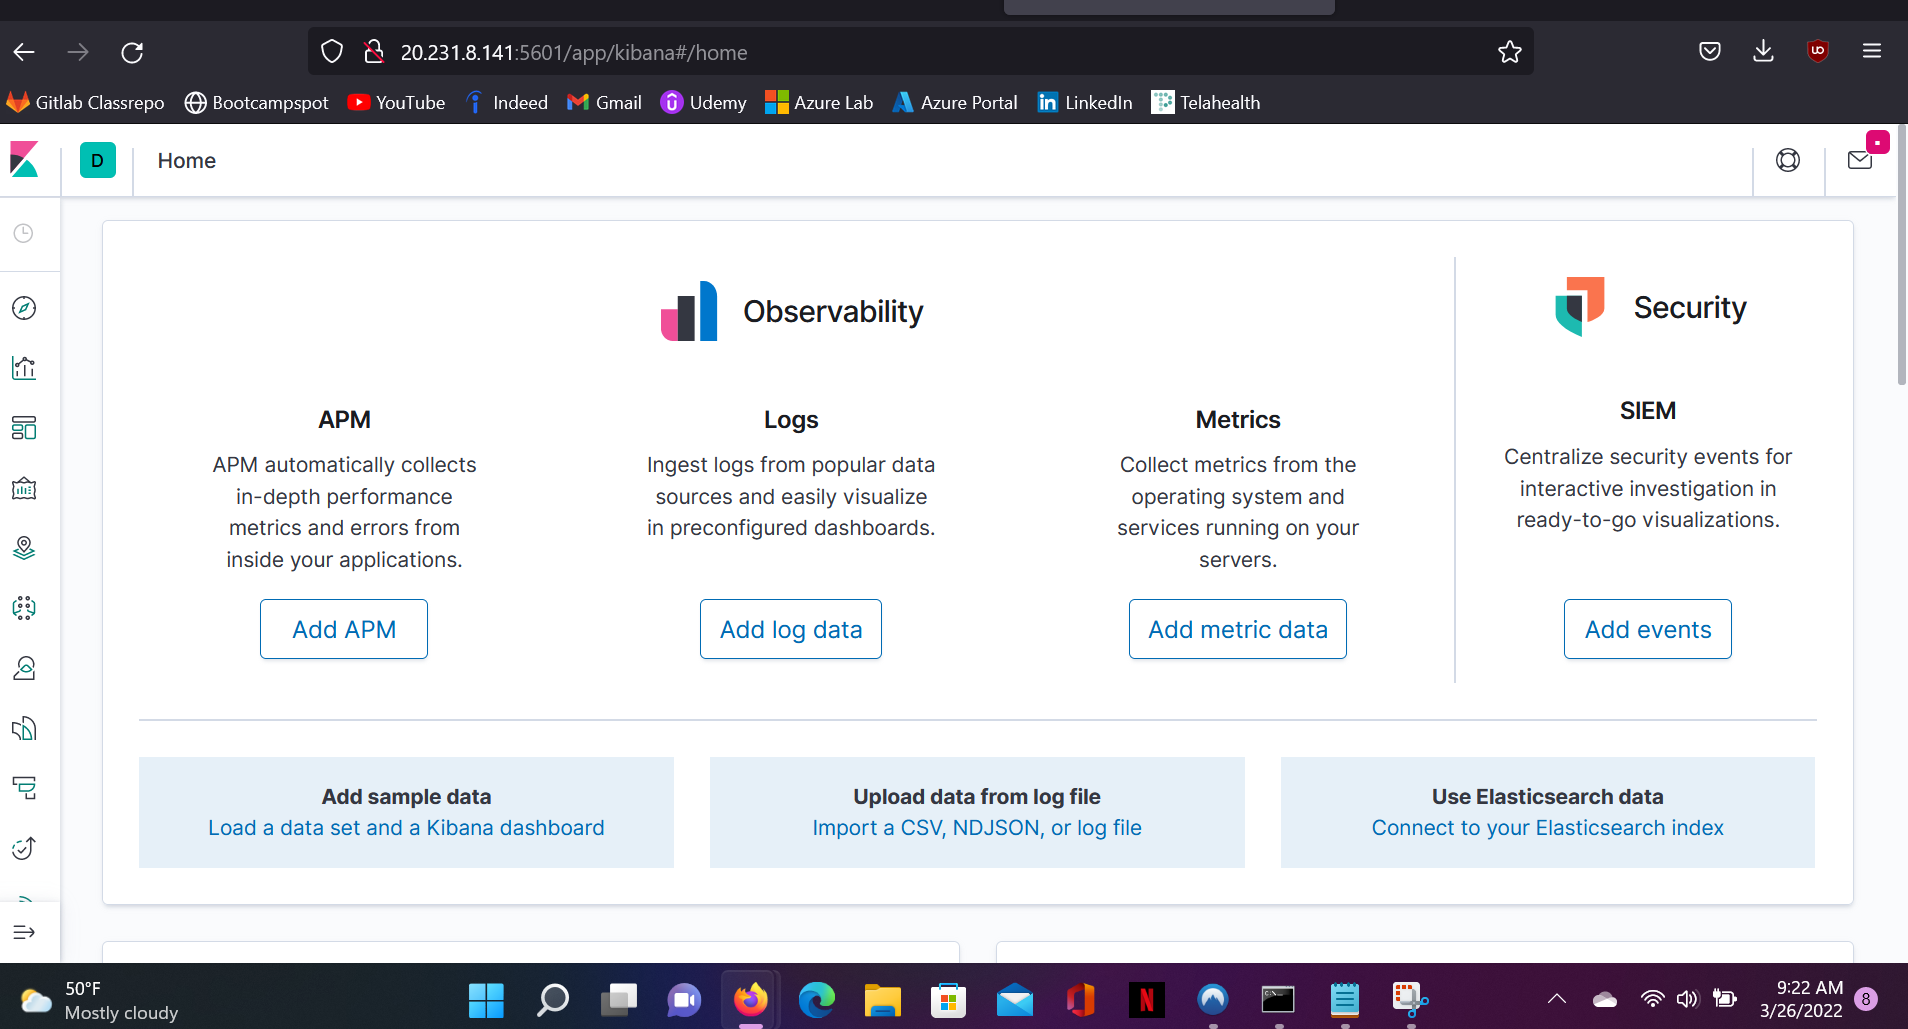 20.231.8.141:5601/app/kibana#/home
Gitlab Classrepo Bootcampspot YouTube Indeed Gmail Udemy Azure Lab Azure Portal LinkedIn Telahealth
D Home
Observability
Security
APM
APM automatically collects
in-depth performance
metrics and errors from
inside your applications.
Add APM
Logs
Ingest logs from popular data
sources and easily visualize
in preconfigured dashboards.
Add log data
Metrics
Collect metrics from the
operating system and
services running on your
servers.
Add metric data
SIEM
Centralize security events for
interactive investigation in
ready-to-go visualizations.
Add events
Add sample data
Load a data set and a Kibana dashboard
Upload data from log file
Import a CSV, NDJSON, or log file
Use Elasticsearch data
Connect to your Elasticsearch index
50°F
Mostly cloudy
9:22 AM
3/26/2022
8